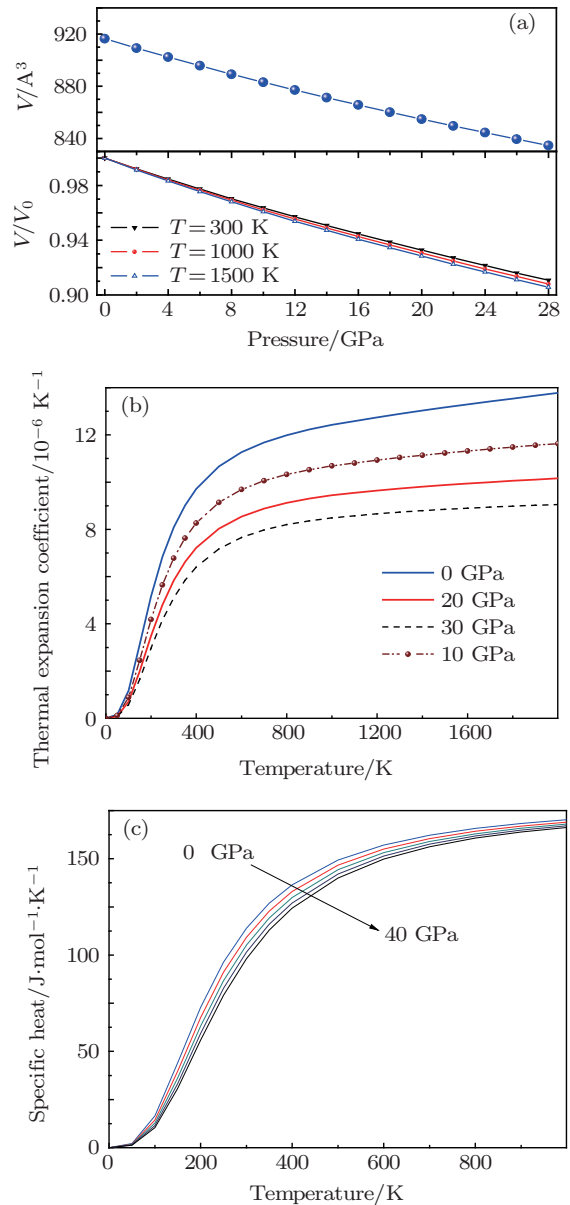 (a)
920
880
840
V/A³
0.98
0.94
0.90
V/V₀
T=300 K
T=1000 K
T=1500 K
0 4 8 12 16 20 24 28
Pressure/GPa
(b)
12
8
4
0
Thermal expansion coefficient/10⁻⁶ K⁻¹
0 GPa
20 GPa
30 GPa
10 GPa
0 400 800 1200 1600
Temperature/K
(c)
150
100
50
0
Specific heat/J·mol⁻¹·K⁻¹
0 GPa
40 GPa
0 200 400 600 800
Temperature/K